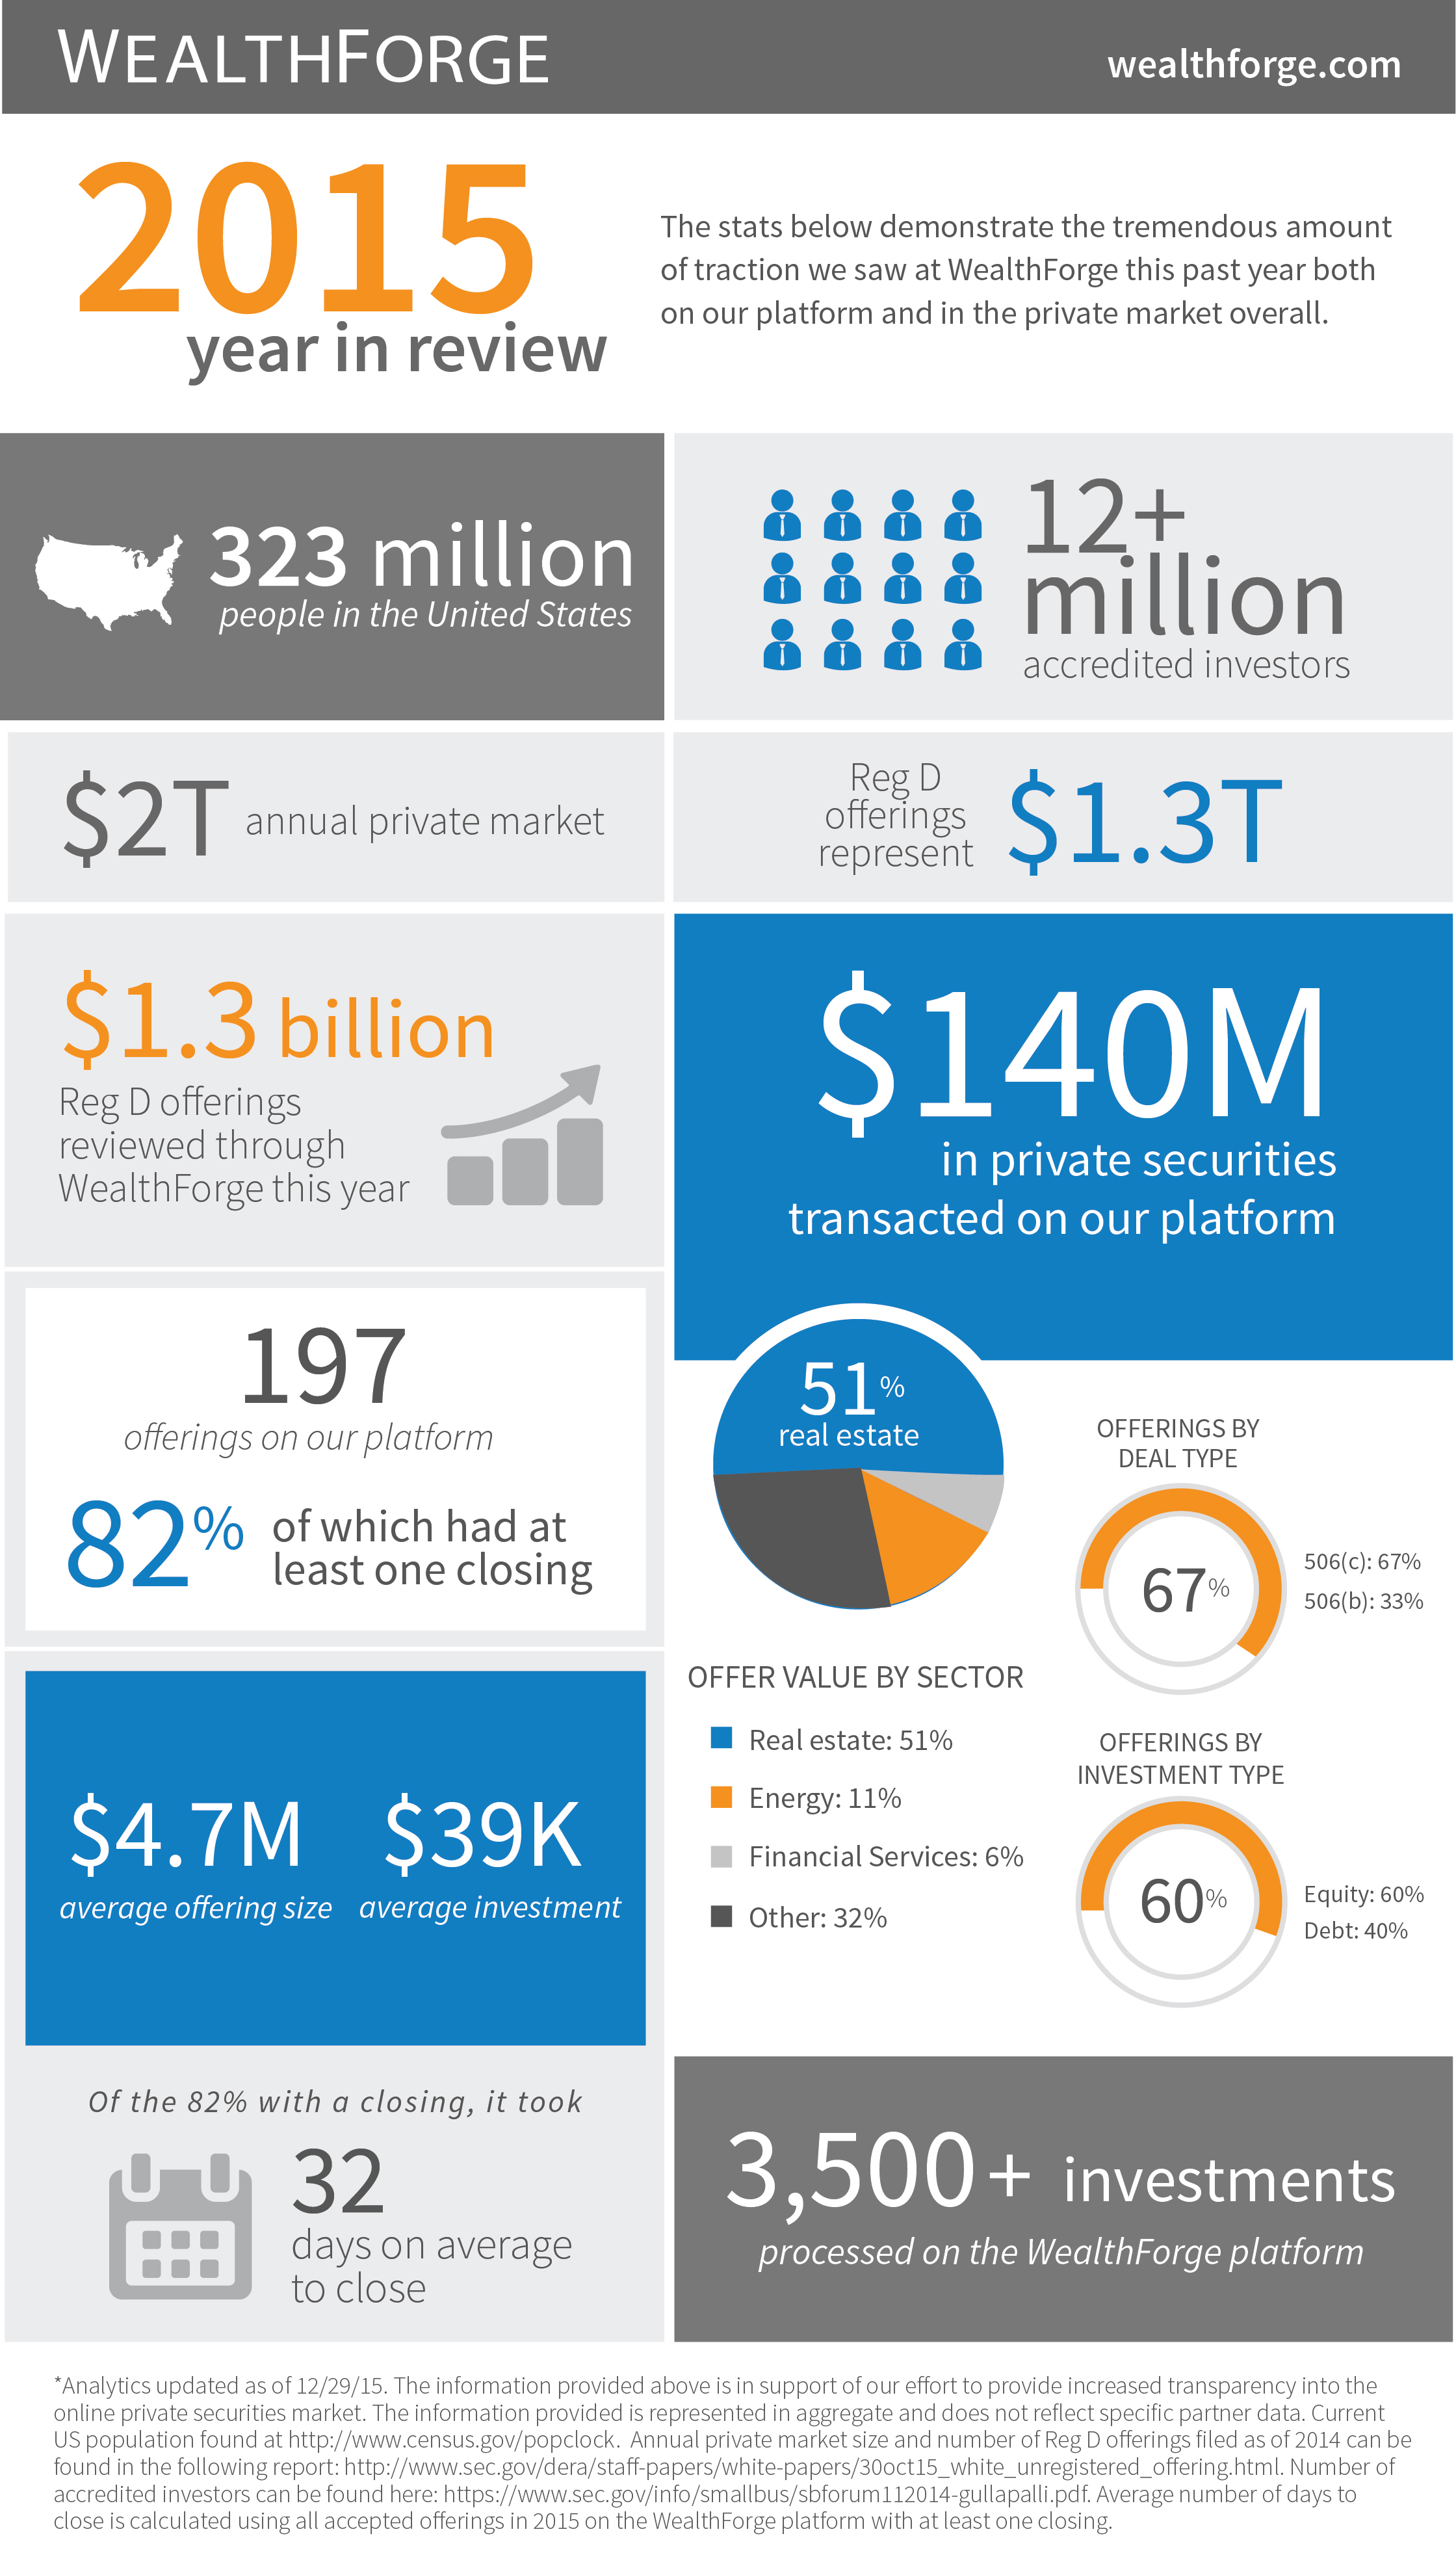 WEALTHFORGE
wealthforge.com
2015
year in review
The stats below demonstrate the tremendous amount
of traction we saw at WealthForge this past year both
on our platform and in the private market overall.
323 million
people in the United States
12+
million
accredited investors
$2T annual private market
Reg D
offerings
represent
$1.3T
$1.3 billion
Reg D offerings
reviewed through
WealthForge this year
$140M
in private securities
transacted on our platform
197
offerings on our platform
82%
of which had at
least one closing
51%
real estate
OFFER VALUE BY SECTOR
Real estate: 51%
Energy: 11%
Financial Services: 6%
Other: 32%
OFFERINGS BY
DEAL TYPE
67%
506(c): 67%
506(b): 33%
OFFERINGS BY
INVESTMENT TYPE
60%
Equity: 60%
Debt: 40%
$4.7M
average offering size
$39K
average investment
Of the 82% with a closing, it took
32
days on average
to close
3,500+ investments
processed on the WealthForge platform
*Analytics updated as of 12/29/15. The information provided above is in support of our effort to provide increased transparency into the
online private securities market. The information provided is represented in aggregate and does not reflect specific partner data. Current
US population found at http://www.census.gov/popclock. Annual private market size and number of Reg D offerings filed as of 2014 can be
found in the following report: http://www.sec.gov/dera/staff-papers/white-papers/30oct15_white_unregistered_offering.html. Number of
accredited investors can be found here: https://www.sec.gov/info/smallbus/sbforum112014-gullapalli.pdf. Average number of days to
close is calculated using all accepted offerings in 2015 on the WealthForge platform with at least one closing.